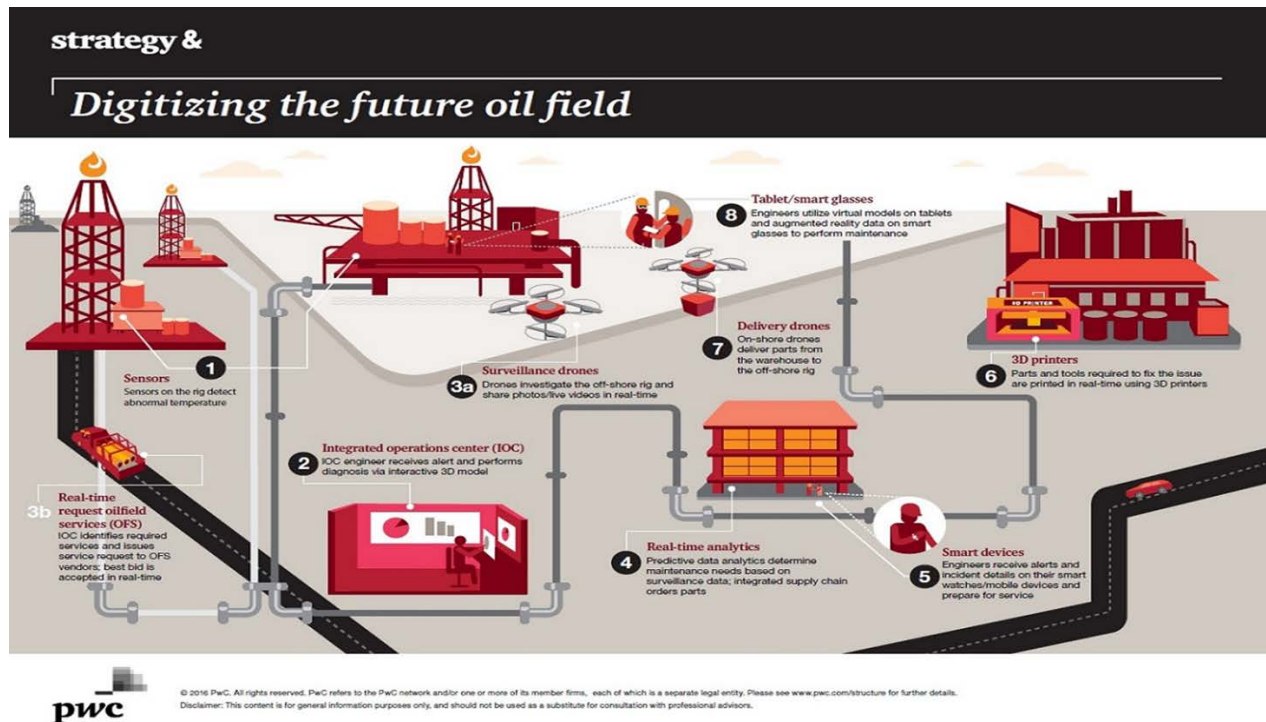 strategy&
Digitizing the future oil field
1
Sensors
Sensors on the rig detect
abnormal temperature
2
Integrated operations center (IOC)
IOC engineer receives alert and performs
diagnosis via interactive 3D model
3a
Surveillance drones
Drones investigate the off-shore rig and
share photos/live videos in real-time
3b
Real-time
request oilfield
services (OFS)
IOC identifies required
services and issues
service request to OFS
vendors; best bid is
accepted in real-time
4
Real-time analytics
Predictive data analytics determine
maintenance needs based on
surveillance data; integrated supply chain
orders parts
5
Smart devices
Engineers receive alerts and
incident details on their smart
watches/mobile devices and
prepare for service
3D PRINTER
6
3D printers
Parts and tools required to fix the issue
are printed in real-time using 3D printers
7
Delivery drones
On-shore drones
deliver parts from
the warehouse to
the off-shore rig
8
Tablet/smart glasses
Engineers utilize virtual models on tablets
and augmented reality data on smart
glasses to perform maintenance
pwc
© 2016 PwC. All rights reserved. PwC refers to the PwC network and/or one or more of its member firms, each of which is a separate legal entity. Please see www.pwc.com/structure for further details.
Disclaimer: This content is for general information purposes only, and should not be used as a substitute for consultation with professional advisors.